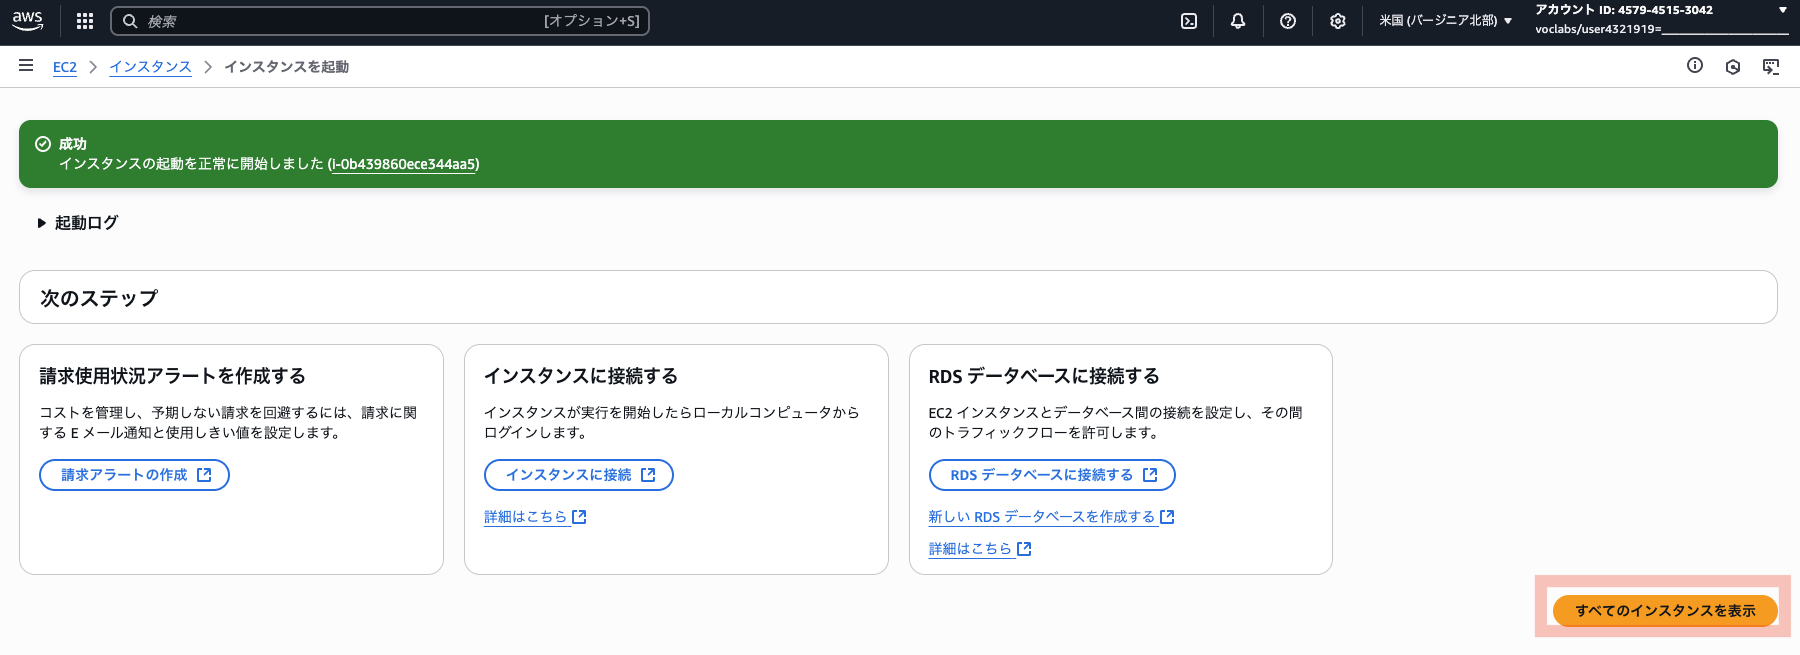 aws
検索
[オプション+S]
米国 (バージニア北部)
アカウント ID: 4579-4515-3042
voclabs/user4321919=____________________
EC2
インスタンス
インスタンスを起動
成功
インスタンスの起動を正常に開始しました (i-0b439860ece344aa5)
起動ログ
次のステップ
請求使用状況アラートを作成する
コストを管理し、予期しない請求を回避するには、請求に関
する E メール通知と使用しきい値を設定します。
請求アラートの作成
インスタンスに接続する
インスタンスが実行を開始したらローカルコンピュータから
ログインします。
インスタンスに接続
詳細はこちら
RDS データベースに接続する
EC2 インスタンスとデータベース間の接続を設定し、その間
のトラフィックフローを許可します。
RDS データベースに接続する
新しい RDS データベースを作成する
詳細はこちら
すべてのインスタンスを表示